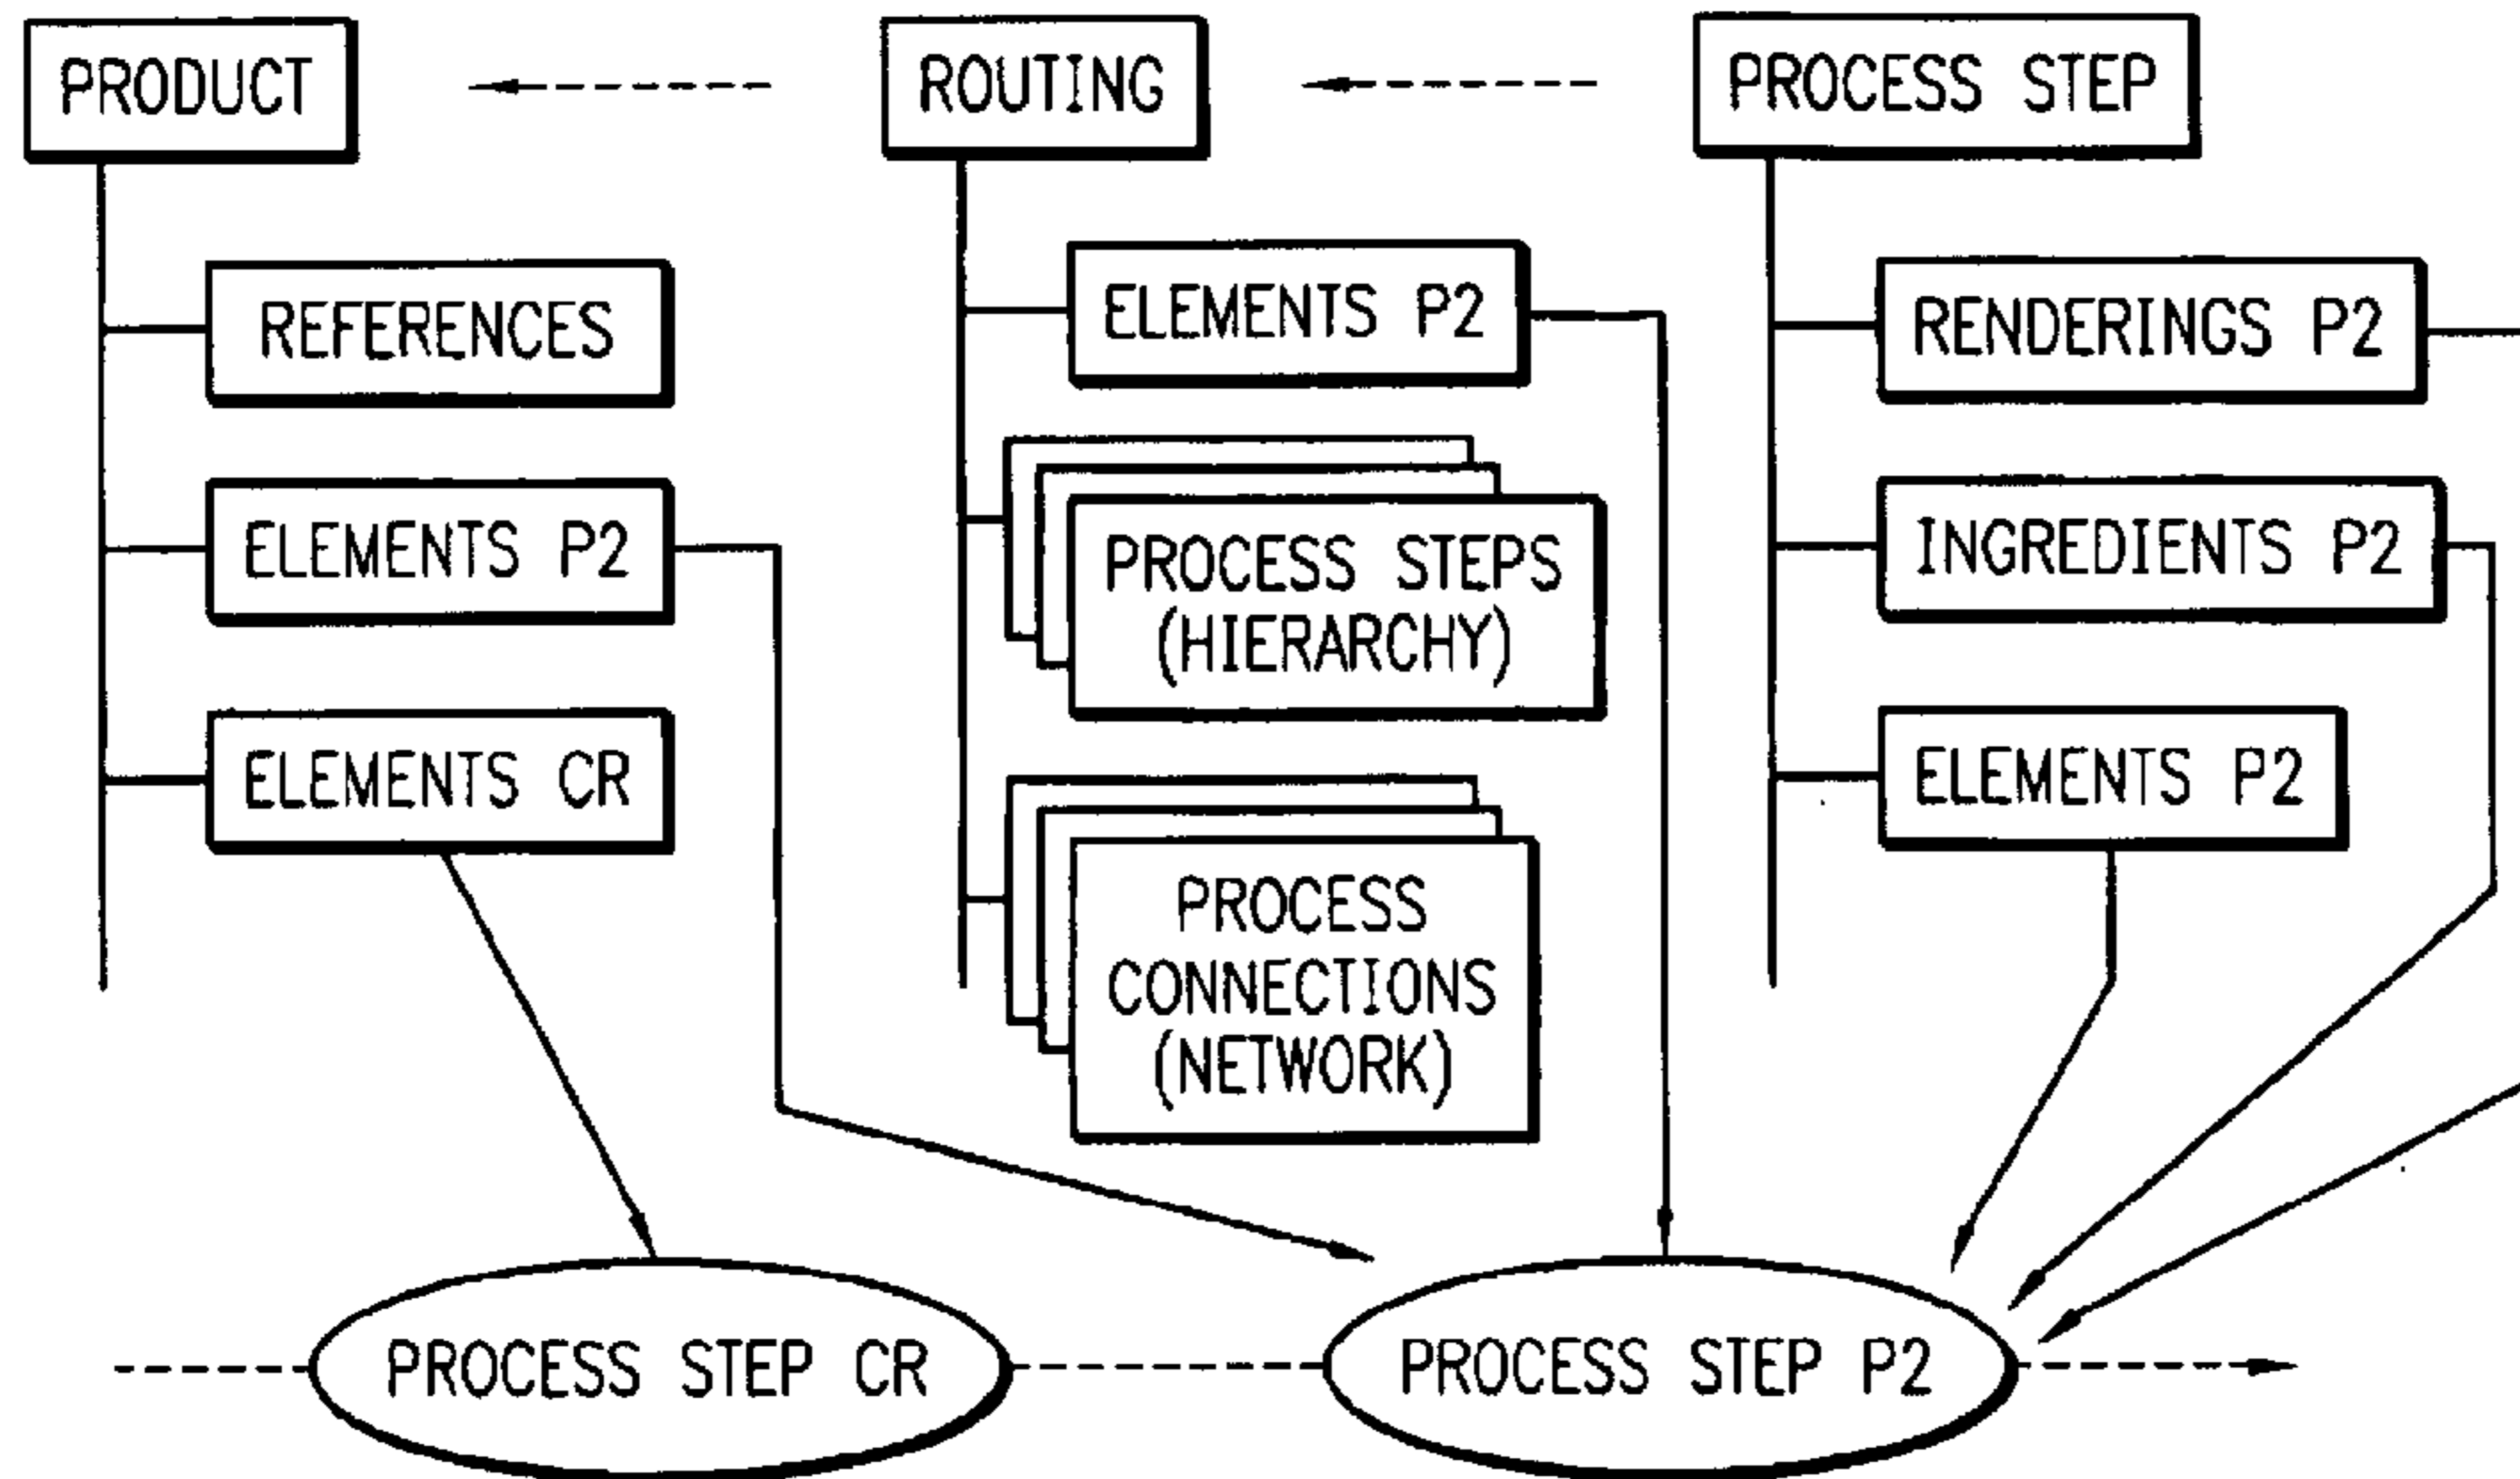 PRODUCT
ROUTING
PROCESS STEP
REFERENCES
ELEMENTS P2
ELEMENTS CR
ELEMENTS P2
PROCESS STEPS
(HIERARCHY)
PROCESS
CONNECTIONS
(NETWORK)
RENDERINGS P2
INGREDIENTS P2
ELEMENTS P2
PROCESS STEP CR
PROCESS STEP P2